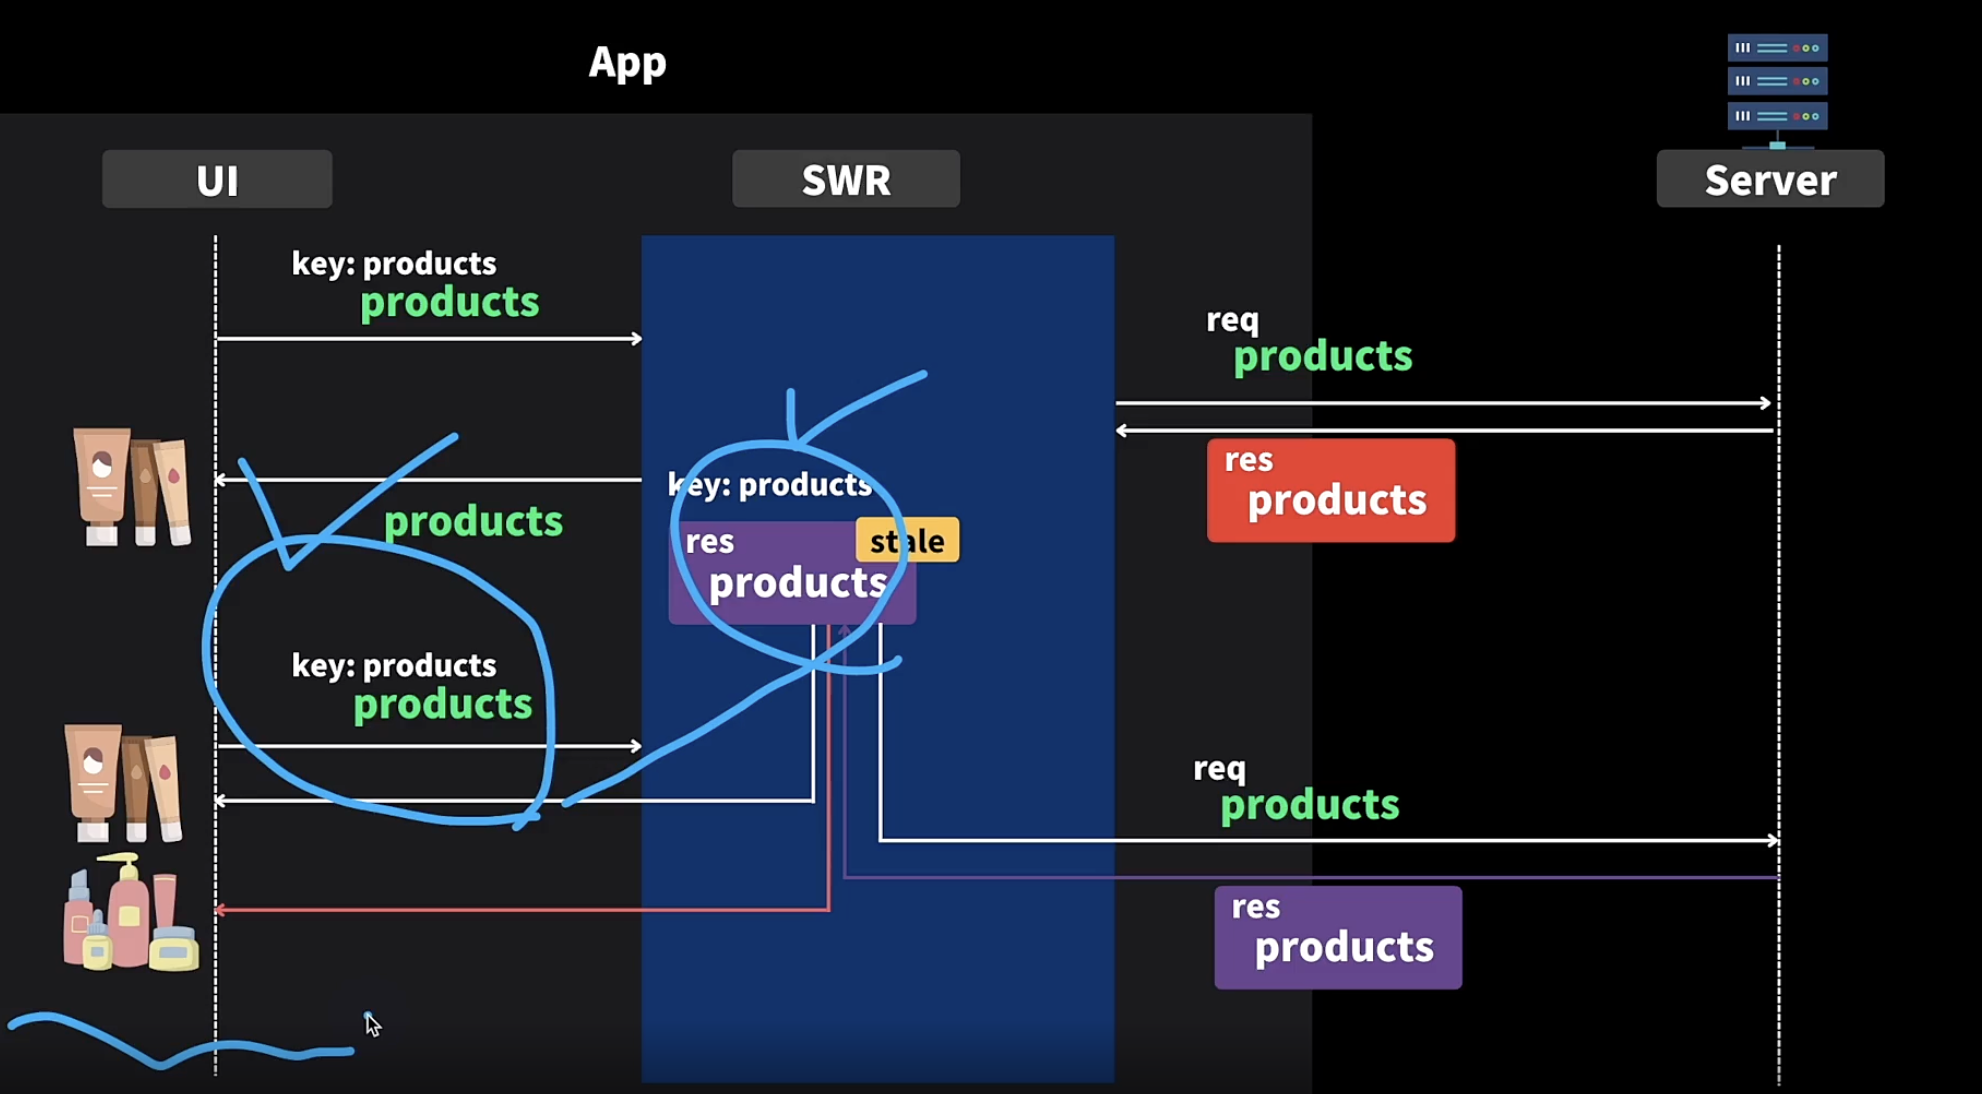 App
UI
SWR
Server
key: products
products
req
products
res
products
products
key: products
res
stale
products
key: products
products
req
products
res
products